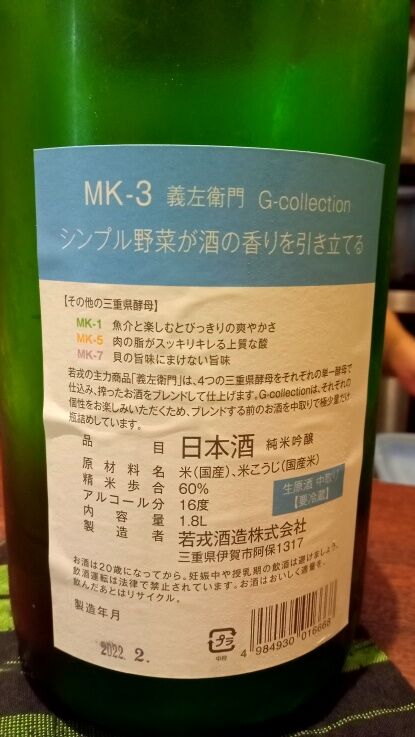 MK-3 義左衛門 G-collection
シンプル野菜が酒の香りを引き立てる
【その他の三重県酵母】
MK-1 魚介と楽しむとびっきりの爽やかさ
MK-5 肉の脂がスッキリキレる上質な酸
MK-7 貝の旨味にまけない旨味
若戎の主力商品「義左衛門」は、4つの三重県酵母をそれぞれの単一酵母で
仕込み、搾ったお酒をブレンドして仕上げます。G-collectionは、それぞれの
個性をお楽しみいただくため、ブレンドする前のお酒を中取りで極少量だけ
瓶詰めしています。
品目 日本酒 純米吟醸
原材料名 米(国産)、米こうじ(国産米)
精米歩合 60%
アルコール分 16度
内容量 1.8L
製造者 若戎酒造株式会社
三重県伊賀市阿保1317
生原酒 中取り
【要冷蔵】
お酒は20歳になってから。妊娠中や授乳期の飲酒は避けましょう。
飲酒運転は法律で禁止されています。お酒はおいしく適量を。
飲んだあとはリサイクル。
製造年月
2022. 2.
プラ
中栓
4 984930 016668